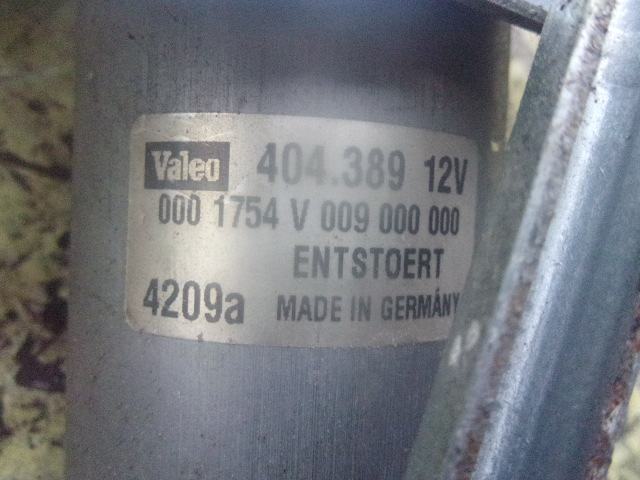 Valeo 404.389 12V
000 1754 V 009 000 000
ENTSTOERT
4209a MADE IN GERMANY